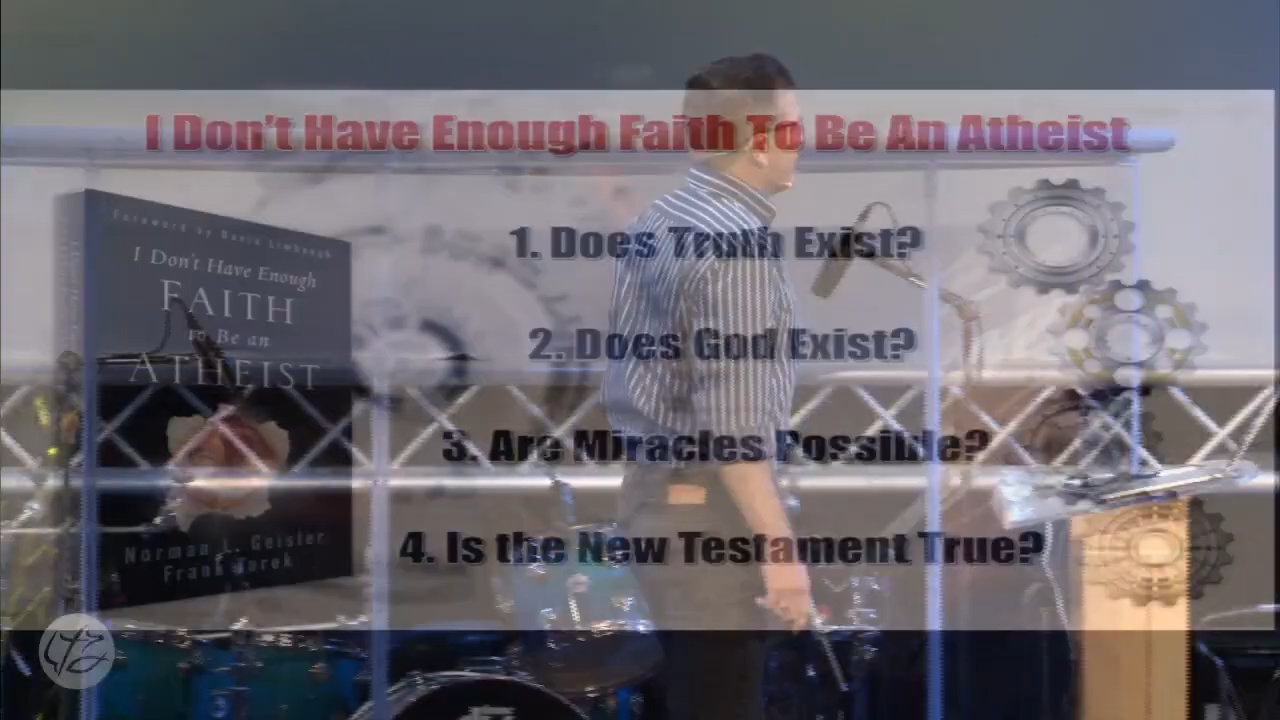 I Don't Have Enough Faith To Be An Atheist
Foreword by David Limbaugh
I Don't Have Enough
FAITH
to Be an
ATHEIST
Norman L. Geisler
Frank Turek
1. Does Truth Exist?
2. Does God Exist?
3. Are Miracles Possible?
4. Is the New Testament True?